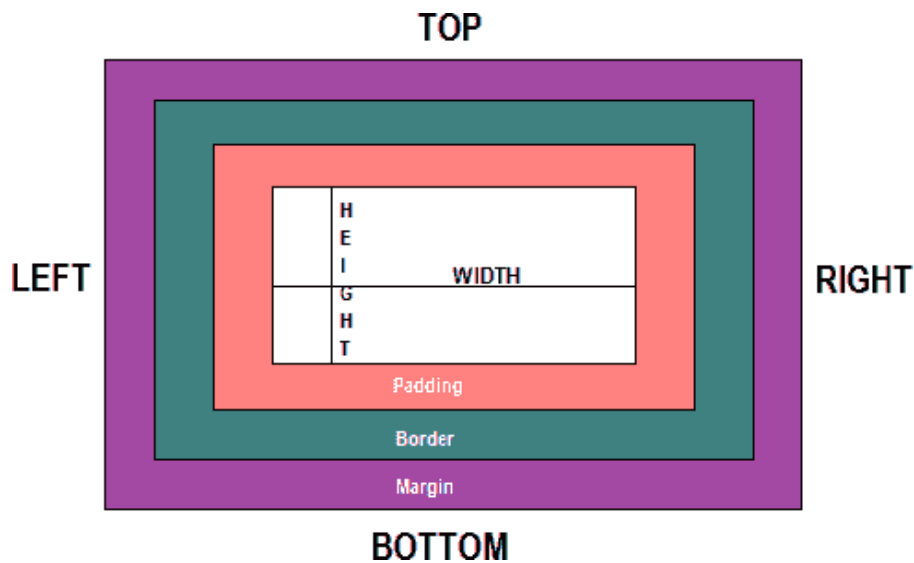 TOP
H
E
I
G
H
T
WIDTH
LEFT
RIGHT
Padding
Border
Margin
BOTTOM